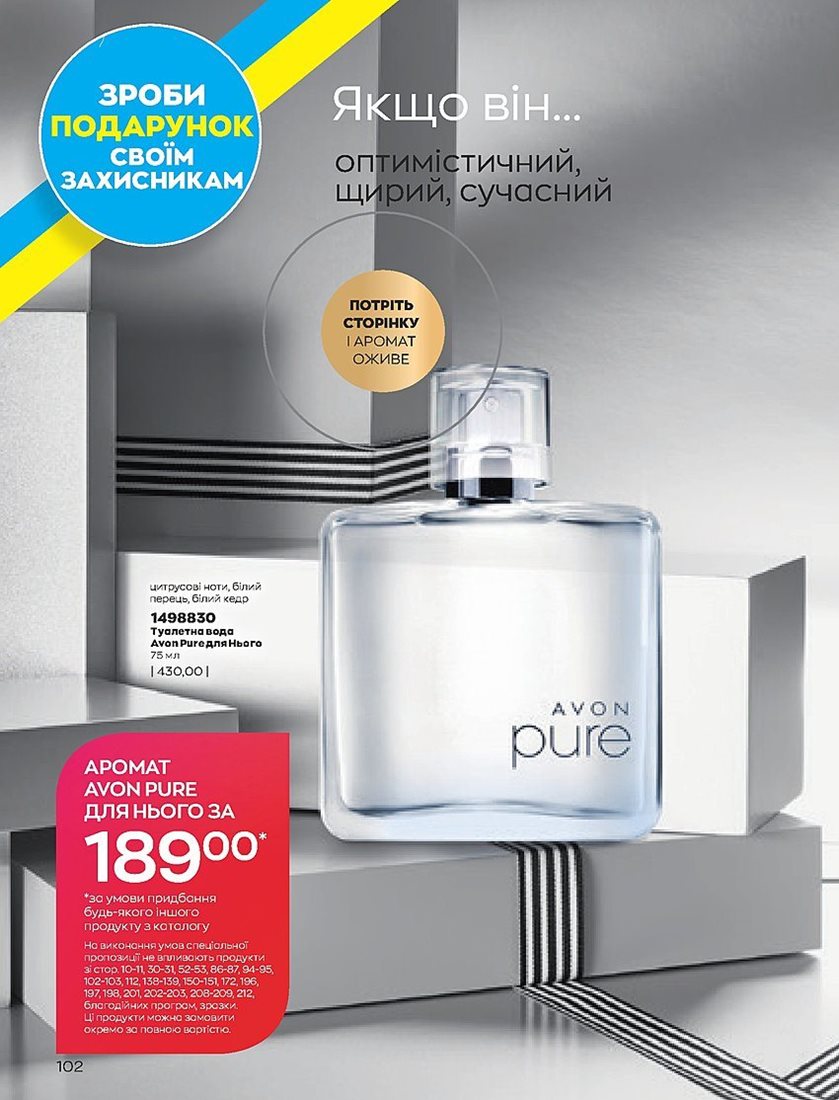 ЗРОБИ
ПОДАРУНОК
СВОЇМ
ЗАХИСНИКАМ
Якщо він...
оптимістичний,
щирий, сучасний
ПОТРІТЬ
СТОРІНКУ
І АРОМАТ
ОЖИВЕ
цитрусові ноти, білий
перець, білий кедр
1498830
Туалетна вода
Avon Pure для Нього
75 мл
| 430,00 |
AVON
pure
АРОМАТ
AVON PURE
ДЛЯ НЬОГО ЗА
189⁰⁰*
*за умови придбання
будь-якого іншого
продукту з каталогу
На виконання умов спеціальної
пропозиції не впливають продукти
зі стор. 10-11, 30-31, 52-53, 86-87, 94-95,
102-103, 112, 138-139, 150-151, 172, 196,
197, 198, 201, 202-203, 208-209, 212,
благодійних програм, зразки.
Ці продукти можна замовити
окремо за повною вартістю.
102